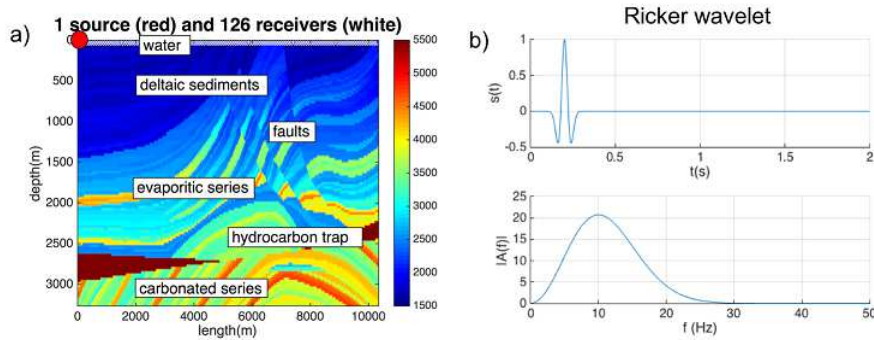 a)
1 source (red) and 126 receivers (white)
0
500
1000
1500
2000
2500
3000
depth(m)
water
deltaic sediments
faults
evaporitic series
hydrocarbon trap
carbonated series
0 2000 4000 6000 8000 10000
length(m)
5500
5000
4500
4000
3500
3000
2500
2000
1500
b)
Ricker wavelet
1
0.5
0
-0.5
s(t)
0 0.5 1 1.5 2
t(s)
25
20
15
10
5
0
|A(f)|
0 10 20 30 40 50
f (Hz)